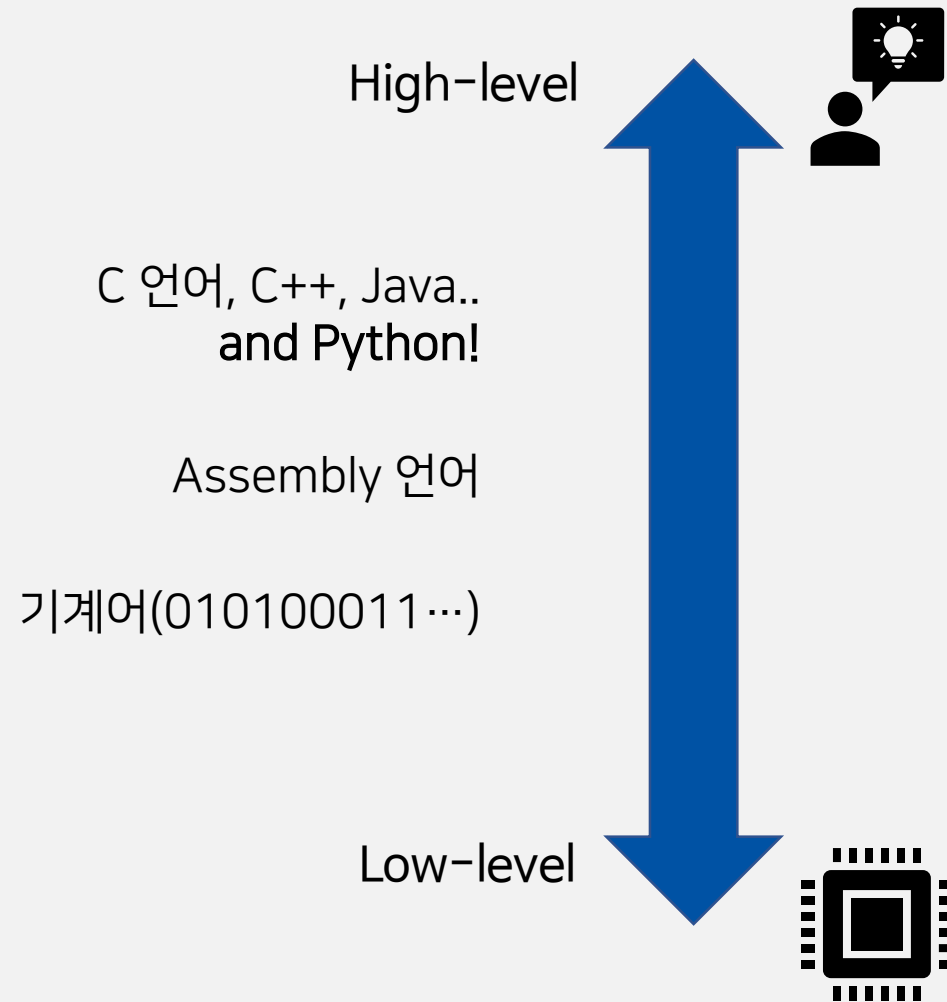 High-level
C 언어, C++, Java..
and Python!
Assembly 언어
기계어(010100011…)
Low-level